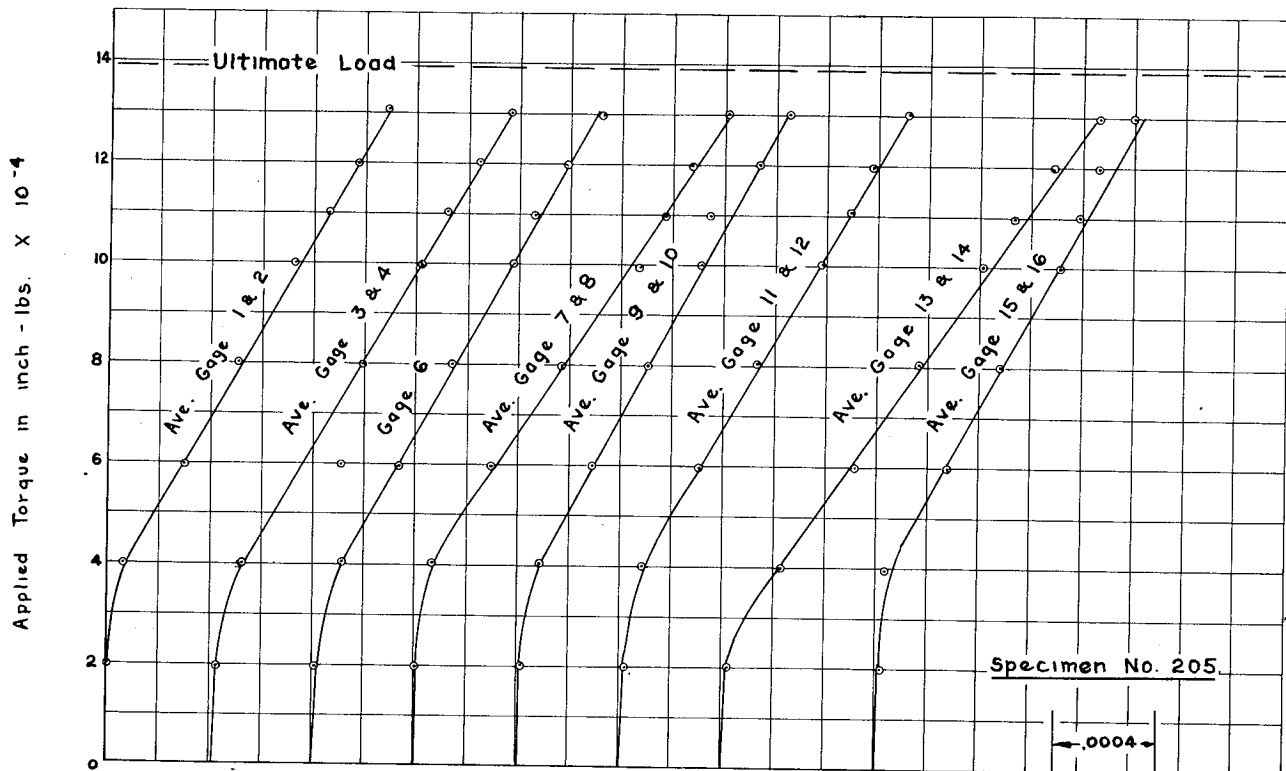 Ultimate Load
14
12
10
8
6
4
2
0
Applied Torque in inch-lbs. X 10⁻⁴
Ave. Gage 1 & 2
Ave. Gage 3 & 4
Gage 6
Ave. Gage 7 & 8
Ave. Gage 9 & 10
Ave. Gage 11 & 12
Ave. Gage 13 & 14
Ave. Gage 15 & 16
Specimen No. 205
.0004